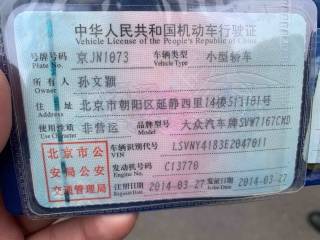 中华人民共和国机动车行驶证
Vehicle License of the People's Republic of China
号牌号码 京JN1073 车辆类型 小型轿车
Plate No. Vehicle Type
所有人 孙文颖
Owner
住址 北京市朝阳区延静西里14楼5门1101号
Address
使用性质 非营运 品牌型号 大众汽车牌SVW7167CMD
Use Character Model
北京市公安局公安交通管理局
车辆识别代号 LSVNY4183E2047011
VIN
发动机号码 C13770
Engine No.
注册日期 2014-03-27 发证日期 2014-03-27
Register Date Issue Date